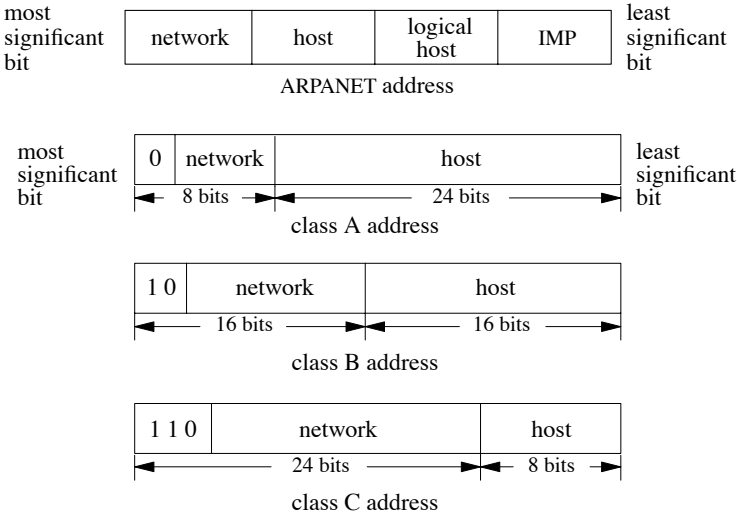 most
significant
bit
network
host
logical
host
IMP
least
significant
bit
ARPANET address
most
significant
bit
0
network
host
least
significant
bit
8 bits
24 bits
class A address
1 0
network
host
16 bits
16 bits
class B address
1 1 0
network
host
24 bits
8 bits
class C address